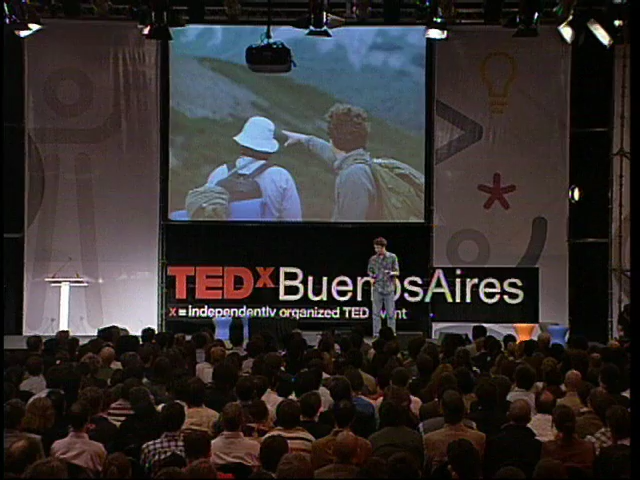 TEDxBuenosAires
x = independently organized TED event